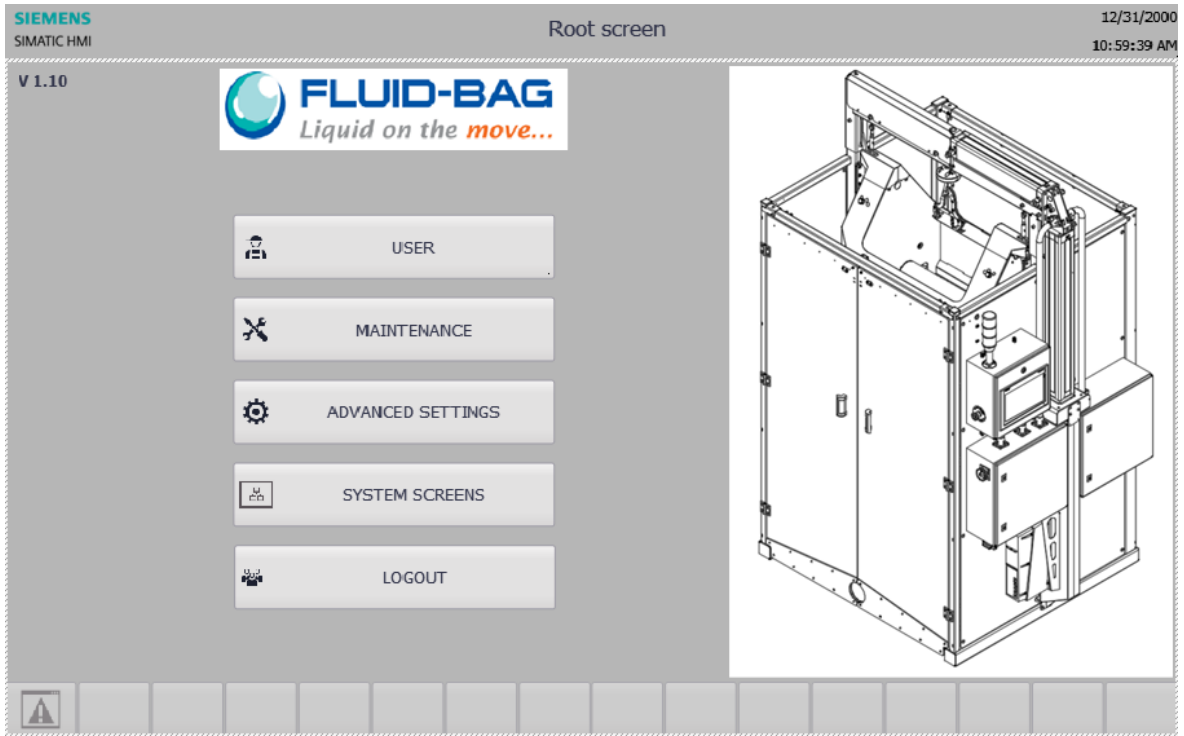 SIEMENS
SIMATIC HMI
Root screen
12/31/2000
10:59:39 AM
V 1.10
FLUID-BAG
Liquid on the move...
USER
MAINTENANCE
ADVANCED SETTINGS
SYSTEM SCREENS
LOGOUT